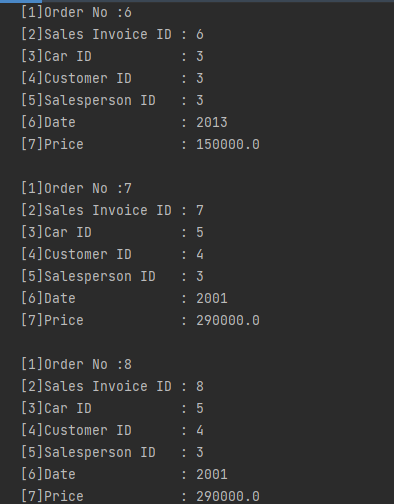 [1]Order No :6
[2]Sales Invoice ID : 6
[3]Car ID           : 3
[4]Customer ID      : 3
[5]Salesperson ID   : 3
[6]Date             : 2013
[7]Price            : 150000.0
[1]Order No :7
[2]Sales Invoice ID : 7
[3]Car ID           : 5
[4]Customer ID      : 4
[5]Salesperson ID   : 3
[6]Date             : 2001
[7]Price            : 290000.0
[1]Order No :8
[2]Sales Invoice ID : 8
[3]Car ID           : 5
[4]Customer ID      : 4
[5]Salesperson ID   : 3
[6]Date             : 2001
[7]Price            : 290000.0